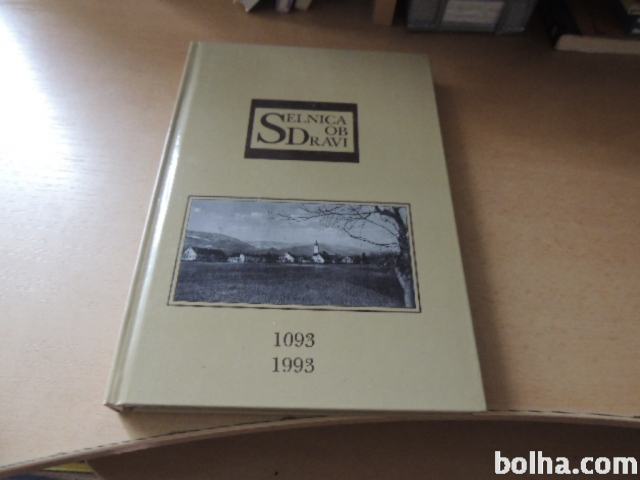 SELNICA
OB
DRAVI
1093
1993
bolha.com